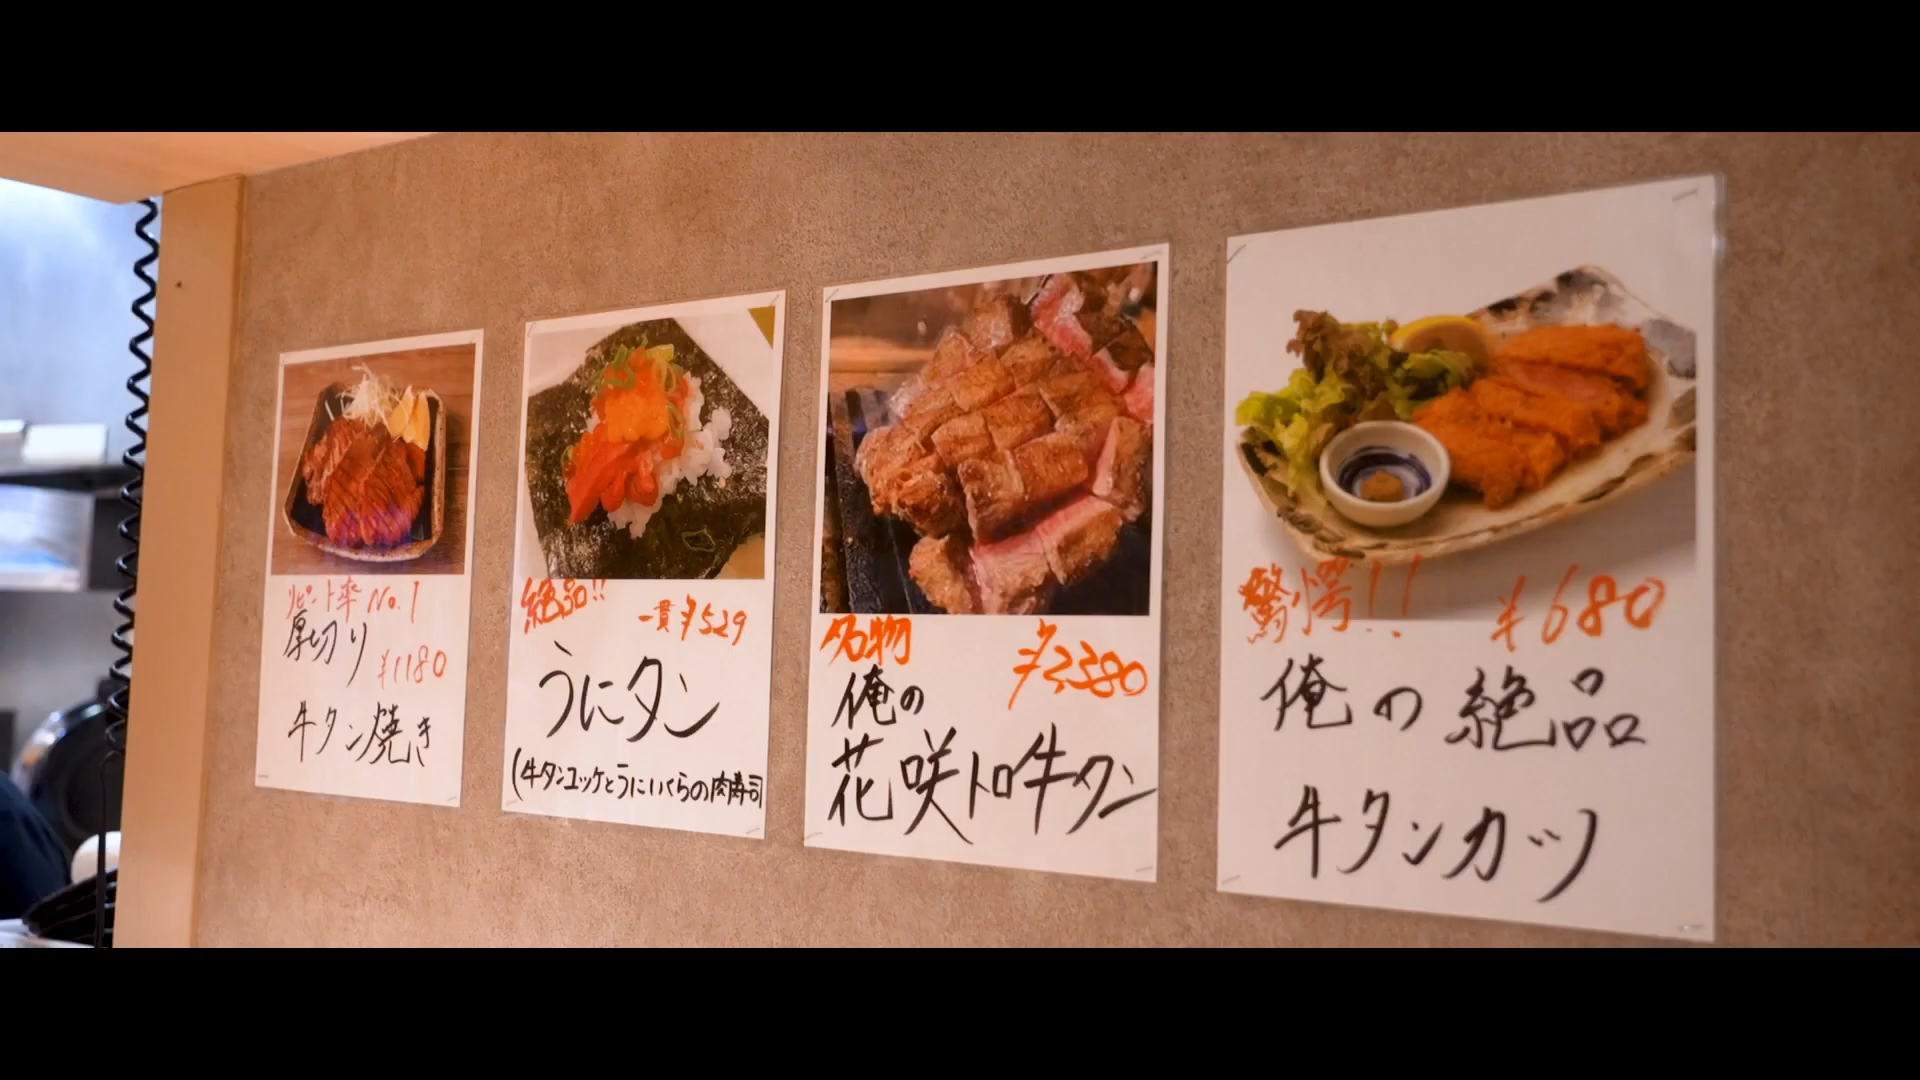 リピート率 No.1
厚切り
¥1180
牛タン焼き
絶品!!
一貫 ¥529
うにタン
(牛タンユッケとうにいくらの肉寿司
名物
¥2,380
俺の
花咲トロ牛タン
驚愕!! ¥680
俺の絶品
牛タンカツ